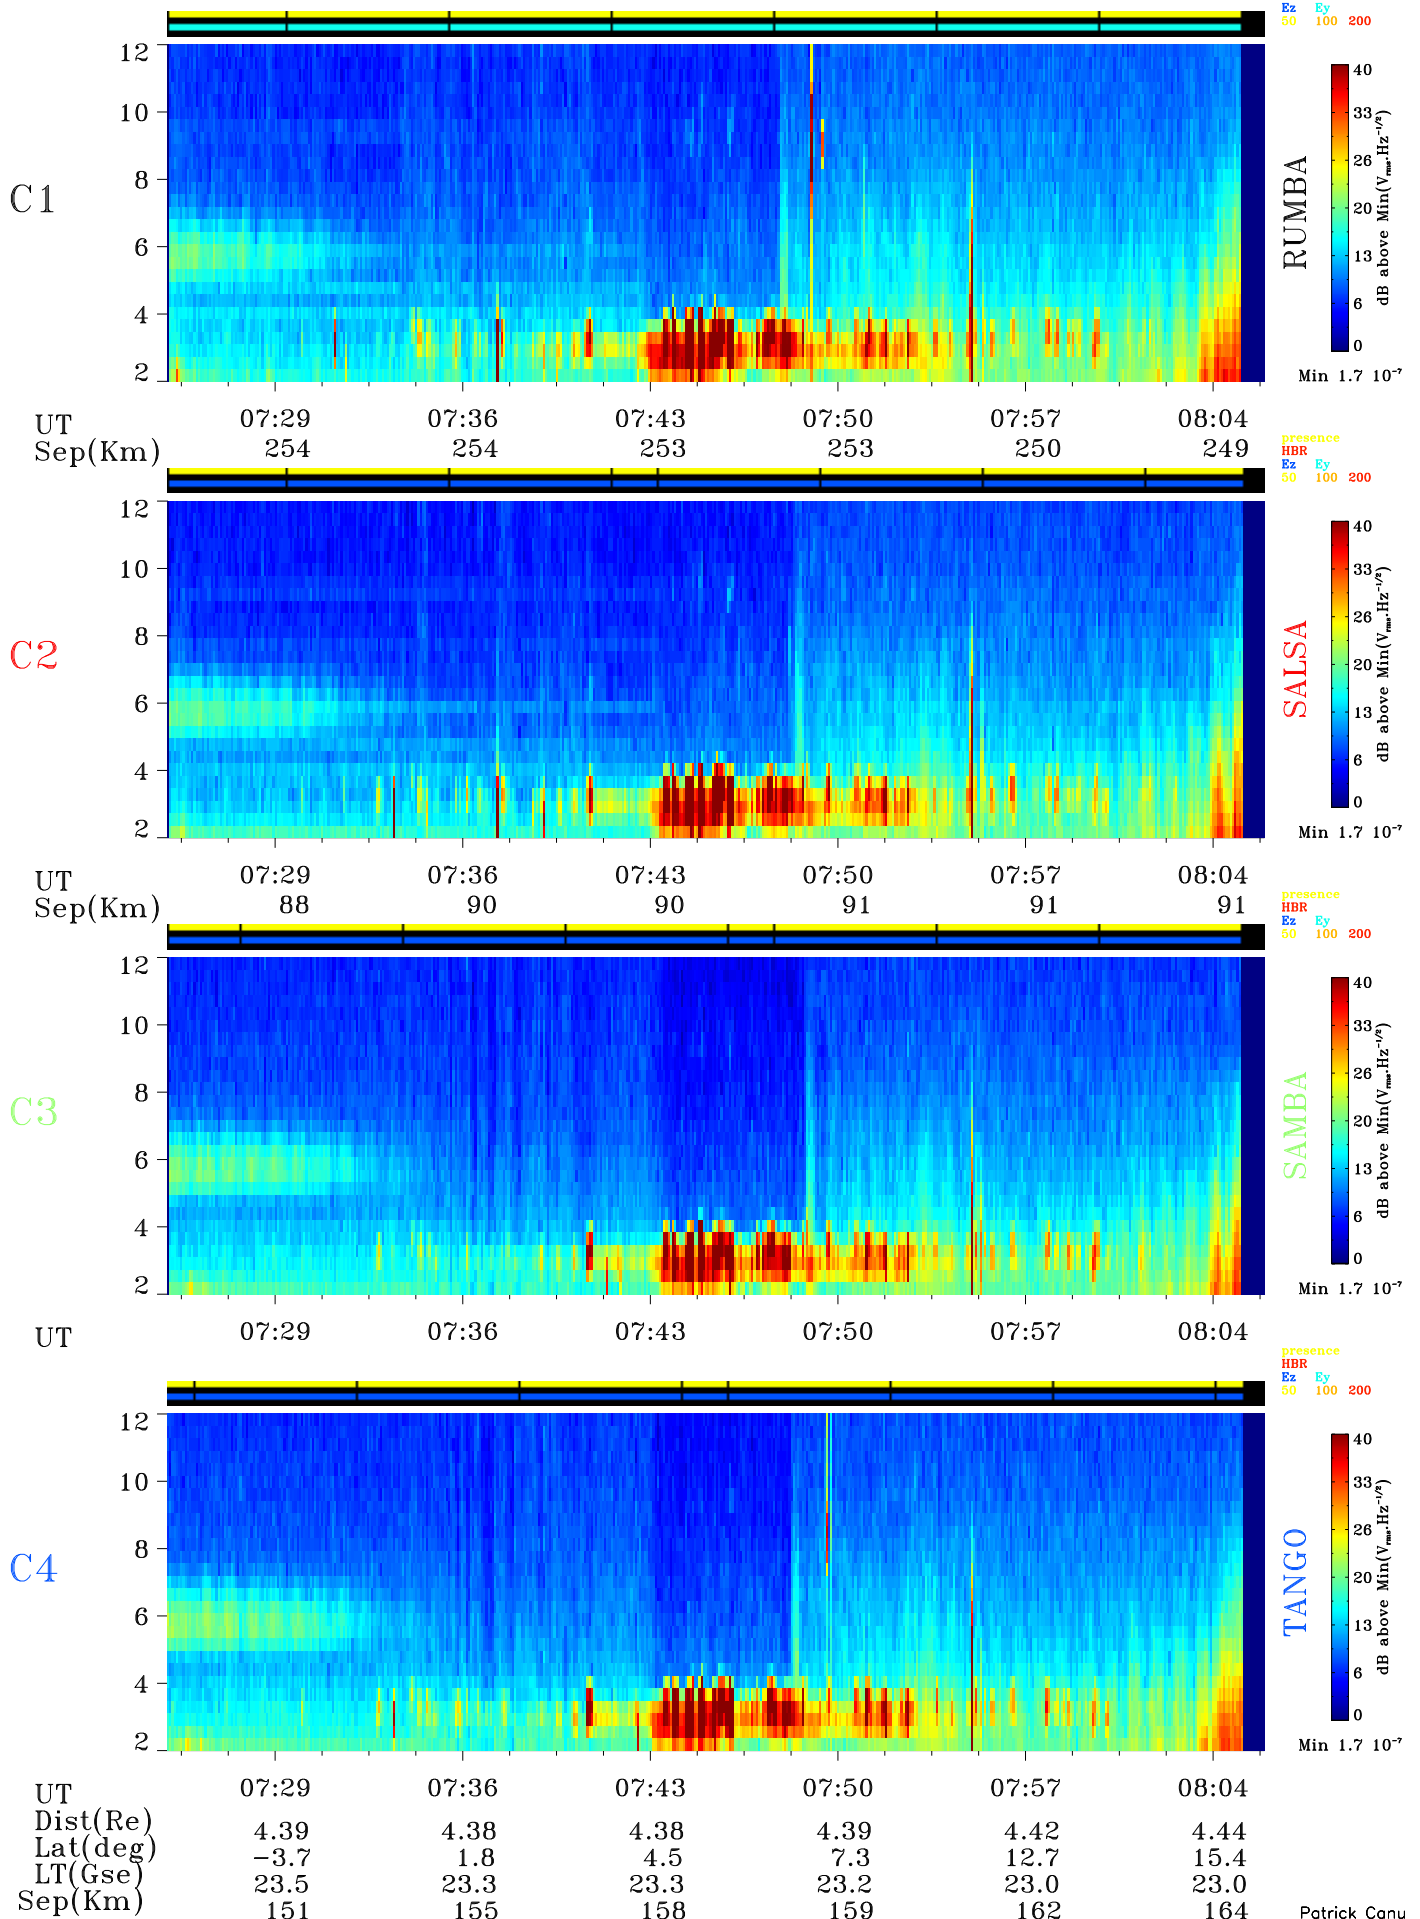 Ez Ey
50 100 200
12
10
8
6
4
2
C1
RUMBA
40
33
26
20
13
6
0
dB above Min(Vrms.Hz^-1/2)
Min 1.7 10^-7
UT 07:29 07:36 07:43 07:50 07:57 08:04
Sep(Km) 254 254 253 253 250 249
presence
HBR
Ez Ey
50 100 200
12
10
8
6
4
2
C2
SALSA
40
33
26
20
13
6
0
dB above Min(Vrms.Hz^-1/2)
Min 1.7 10^-7
UT 07:29 07:36 07:43 07:50 07:57 08:04
Sep(Km) 88 90 90 91 91 91
presence
HBR
Ez Ey
50 100 200
12
10
8
6
4
2
C3
SAMBA
40
33
26
20
13
6
0
dB above Min(Vrms.Hz^-1/2)
Min 1.7 10^-7
UT 07:29 07:36 07:43 07:50 07:57 08:04
presence
HBR
Ez Ey
50 100 200
12
10
8
6
4
2
C4
TANGO
40
33
26
20
13
6
0
dB above Min(Vrms.Hz^-1/2)
Min 1.7 10^-7
UT 07:29 07:36 07:43 07:50 07:57 08:04
Dist(Re) 4.39 4.38 4.38 4.39 4.42 4.44
Lat(deg) −3.7 1.8 4.5 7.3 12.7 15.4
LT(Gse) 23.5 23.3 23.3 23.2 23.0 23.0
Sep(Km) 151 155 158 159 162 164
Patrick Canu